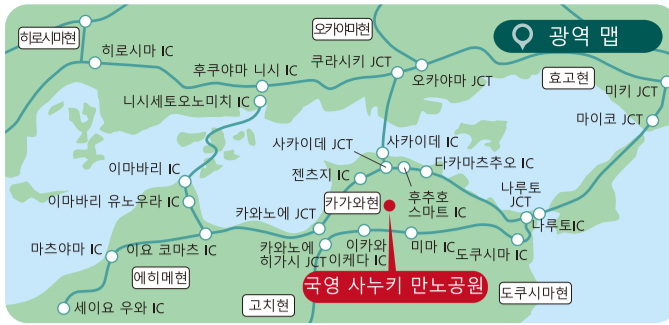 광역 맵
히로시마현
히로시마 IC
오카야마현
후쿠야마 니시 IC
쿠라시키 JCT
오카야마 JCT
효고현
미키 JCT
마이코 JCT
니시세토오노미치 IC
사카이데 JCT
사카이데 IC
다카마츠추오 IC
젠츠지 IC
이마바리 IC
이마바리 유노우라 IC
카가와현
후추호
스마트 IC
나루토
JCT
나루토IC
카와노에 JCT
마츠야마 IC
이요 코마츠 IC
카와노에
히가시 JCT
이카와
이케다 IC
미마 IC
도쿠시마 IC
에히메현
세이요 우와 IC
고치현
국영 사누키 만노공원
도쿠시마현